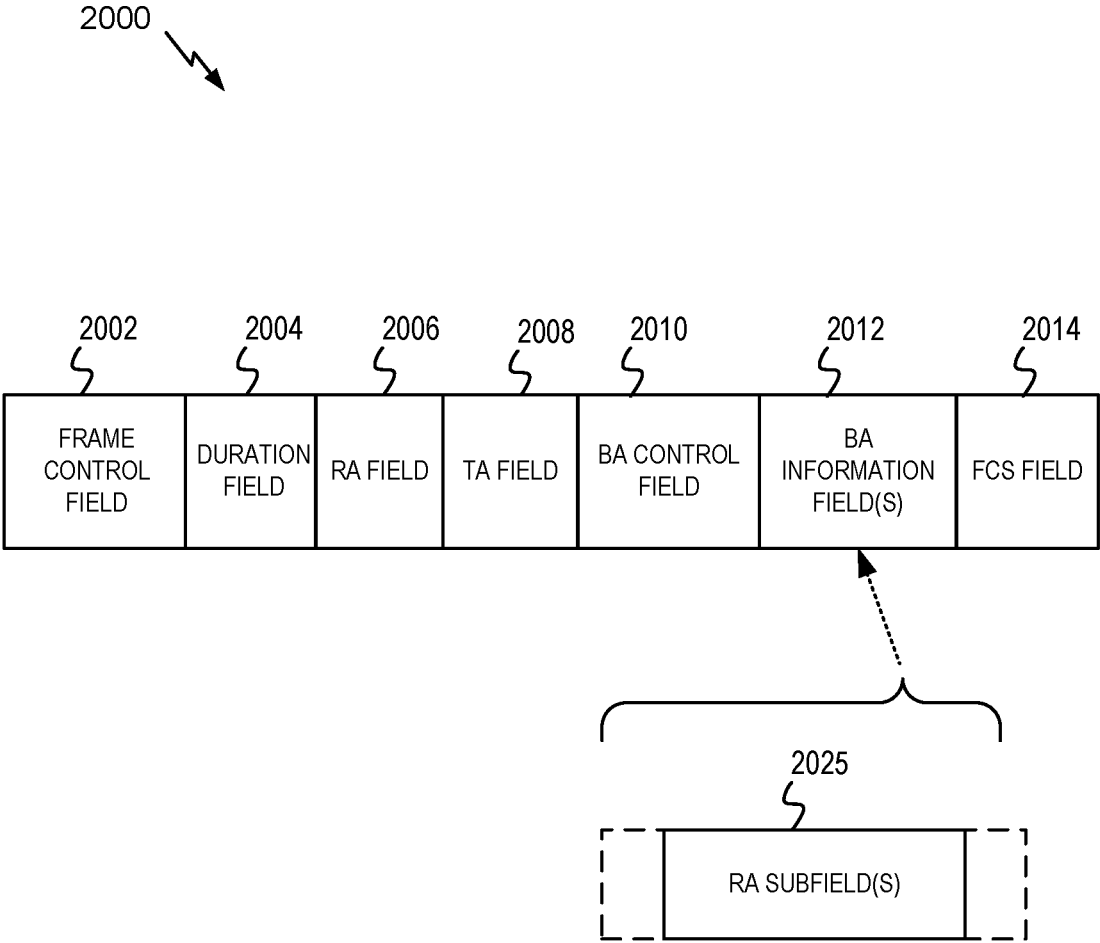 2000
2002
2004
2006
2008
2010
2012
2014
FRAME
CONTROL
FIELD
DURATION
FIELD
RA FIELD
TA FIELD
BA CONTROL
FIELD
BA
INFORMATION
FIELD(S)
FCS FIELD
2025
RA SUBFIELD(S)